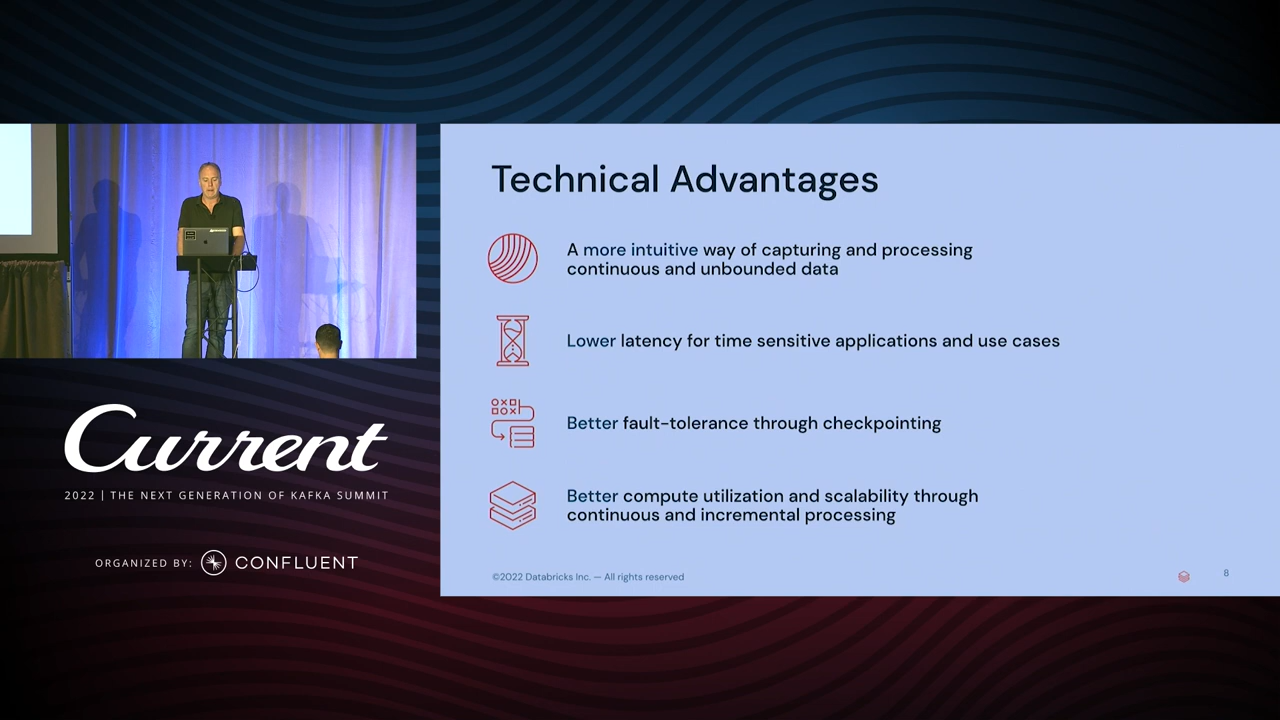 Technical Advantages
A more intuitive way of capturing and processing
continuous and unbounded data
Lower latency for time sensitive applications and use cases
Better fault-tolerance through checkpointing
Better compute utilization and scalability through
continuous and incremental processing
©2022 Databricks Inc. — All rights reserved
8
Current
2022 | THE NEXT GENERATION OF KAFKA SUMMIT
ORGANIZED BY: CONFLUENT